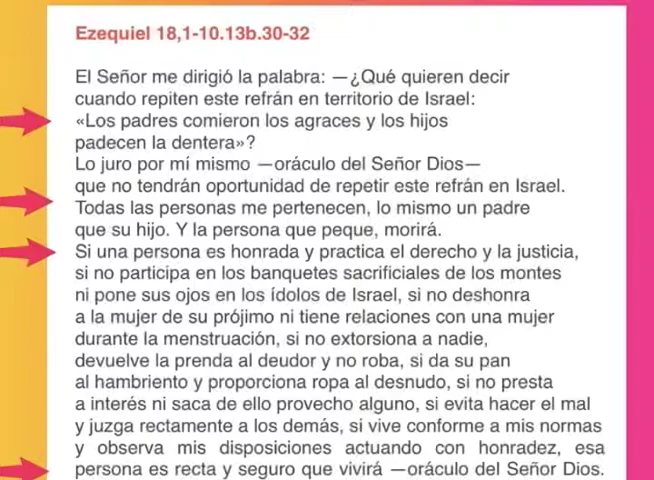 Ezequiel 18,1-10.13b.30-32
El Señor me dirigió la palabra: —¿Qué quieren decir
cuando repiten este refrán en territorio de Israel:
«Los padres comieron los agraces y los hijos
padecen la dentera»?
Lo juro por mí mismo —oráculo del Señor Dios—
que no tendrán oportunidad de repetir este refrán en Israel.
Todas las personas me pertenecen, lo mismo un padre
que su hijo. Y la persona que peque, morirá.
Si una persona es honrada y practica el derecho y la justicia,
si no participa en los banquetes sacrificiales de los montes
ni pone sus ojos en los ídolos de Israel, si no deshonra
a la mujer de su prójimo ni tiene relaciones con una mujer
durante la menstruación, si no extorsiona a nadie,
devuelve la prenda al deudor y no roba, si da su pan
al hambriento y proporciona ropa al desnudo, si no presta
a interés ni saca de ello provecho alguno, si evita hacer el mal
y juzga rectamente a los demás, si vive conforme a mis normas
y observa mis disposiciones actuando con honradez, esa
persona es recta y seguro que vivirá —oráculo del Señor Dios.